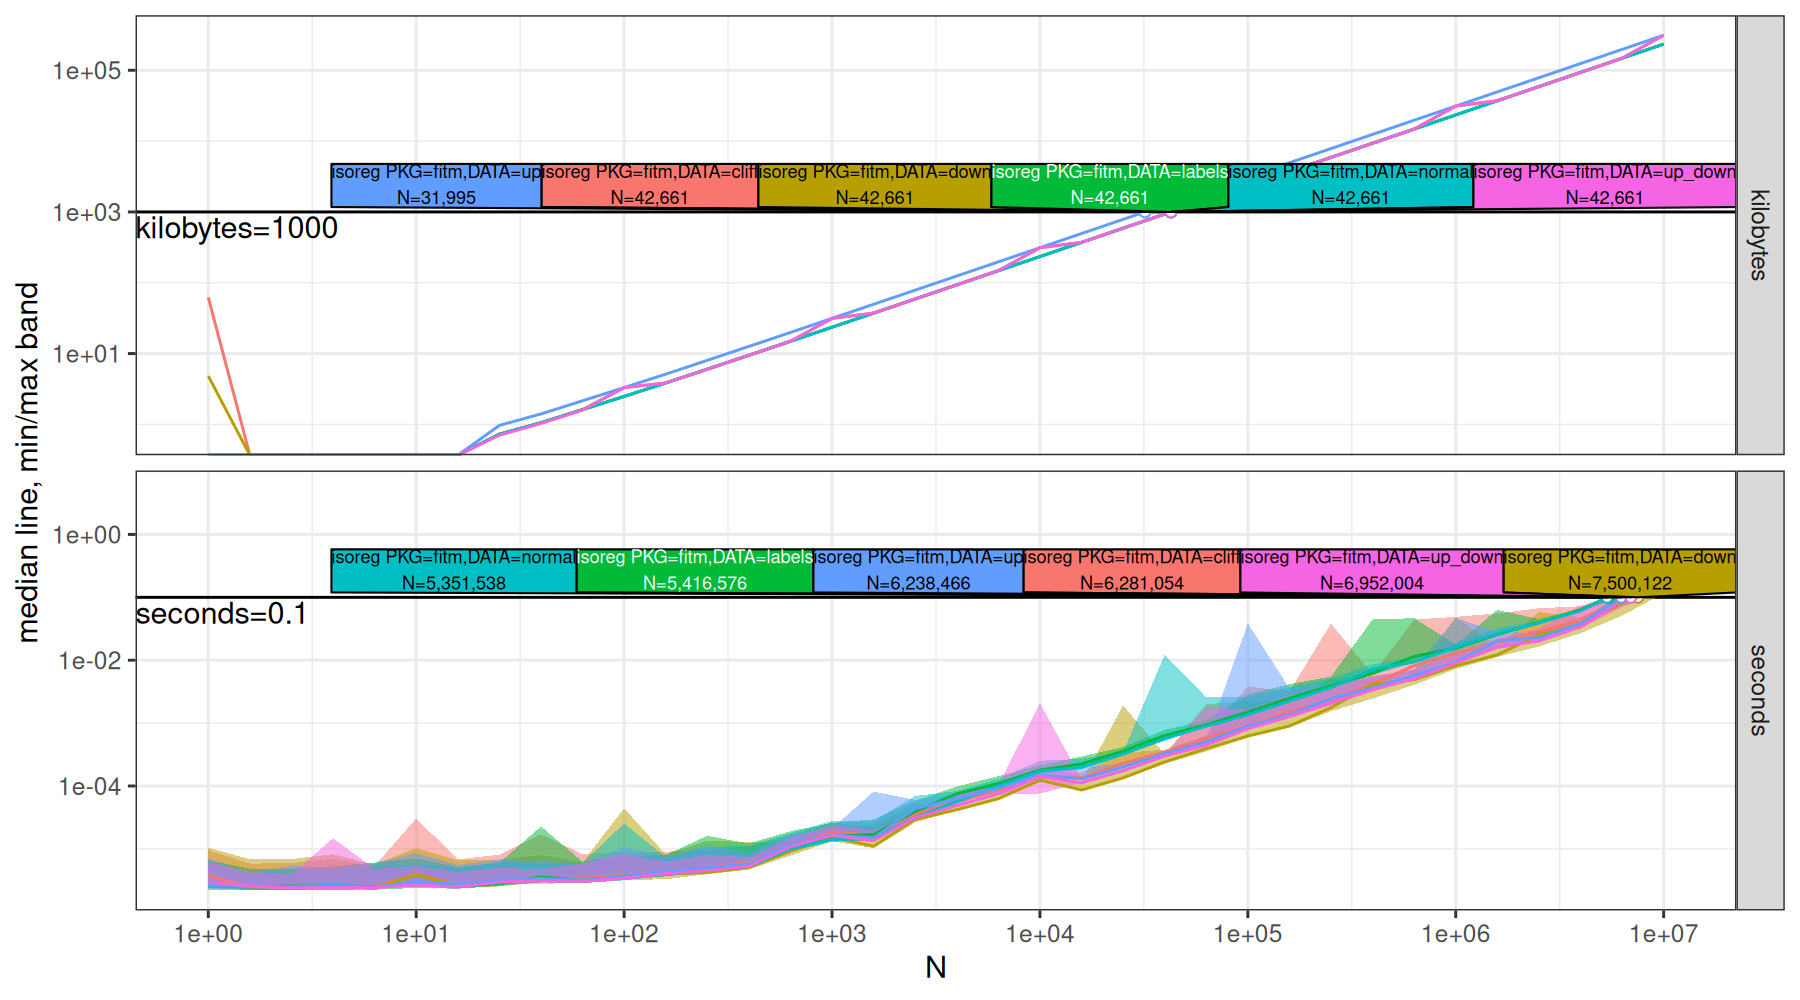 median line, min/max band
1e+05
1e+03
1e+01
isoreg PKG=fitm,DATA=up
N=31,995
isoreg PKG=fitm,DATA=cliff
N=42,661
isoreg PKG=fitm,DATA=down
N=42,661
isoreg PKG=fitm,DATA=labels
N=42,661
isoreg PKG=fitm,DATA=normal
N=42,661
isoreg PKG=fitm,DATA=up_down
N=42,661
kilobytes=1000
kilobytes
1e+00
1e-02
1e-04
isoreg PKG=fitm,DATA=normal
N=5,351,538
isoreg PKG=fitm,DATA=labels
N=5,416,576
isoreg PKG=fitm,DATA=up
N=6,238,466
isoreg PKG=fitm,DATA=cliff
N=6,281,054
isoreg PKG=fitm,DATA=up_down
N=6,952,004
isoreg PKG=fitm,DATA=down
N=7,500,122
seconds=0.1
seconds
1e+00 1e+01 1e+02 1e+03 1e+04 1e+05 1e+06 1e+07
N